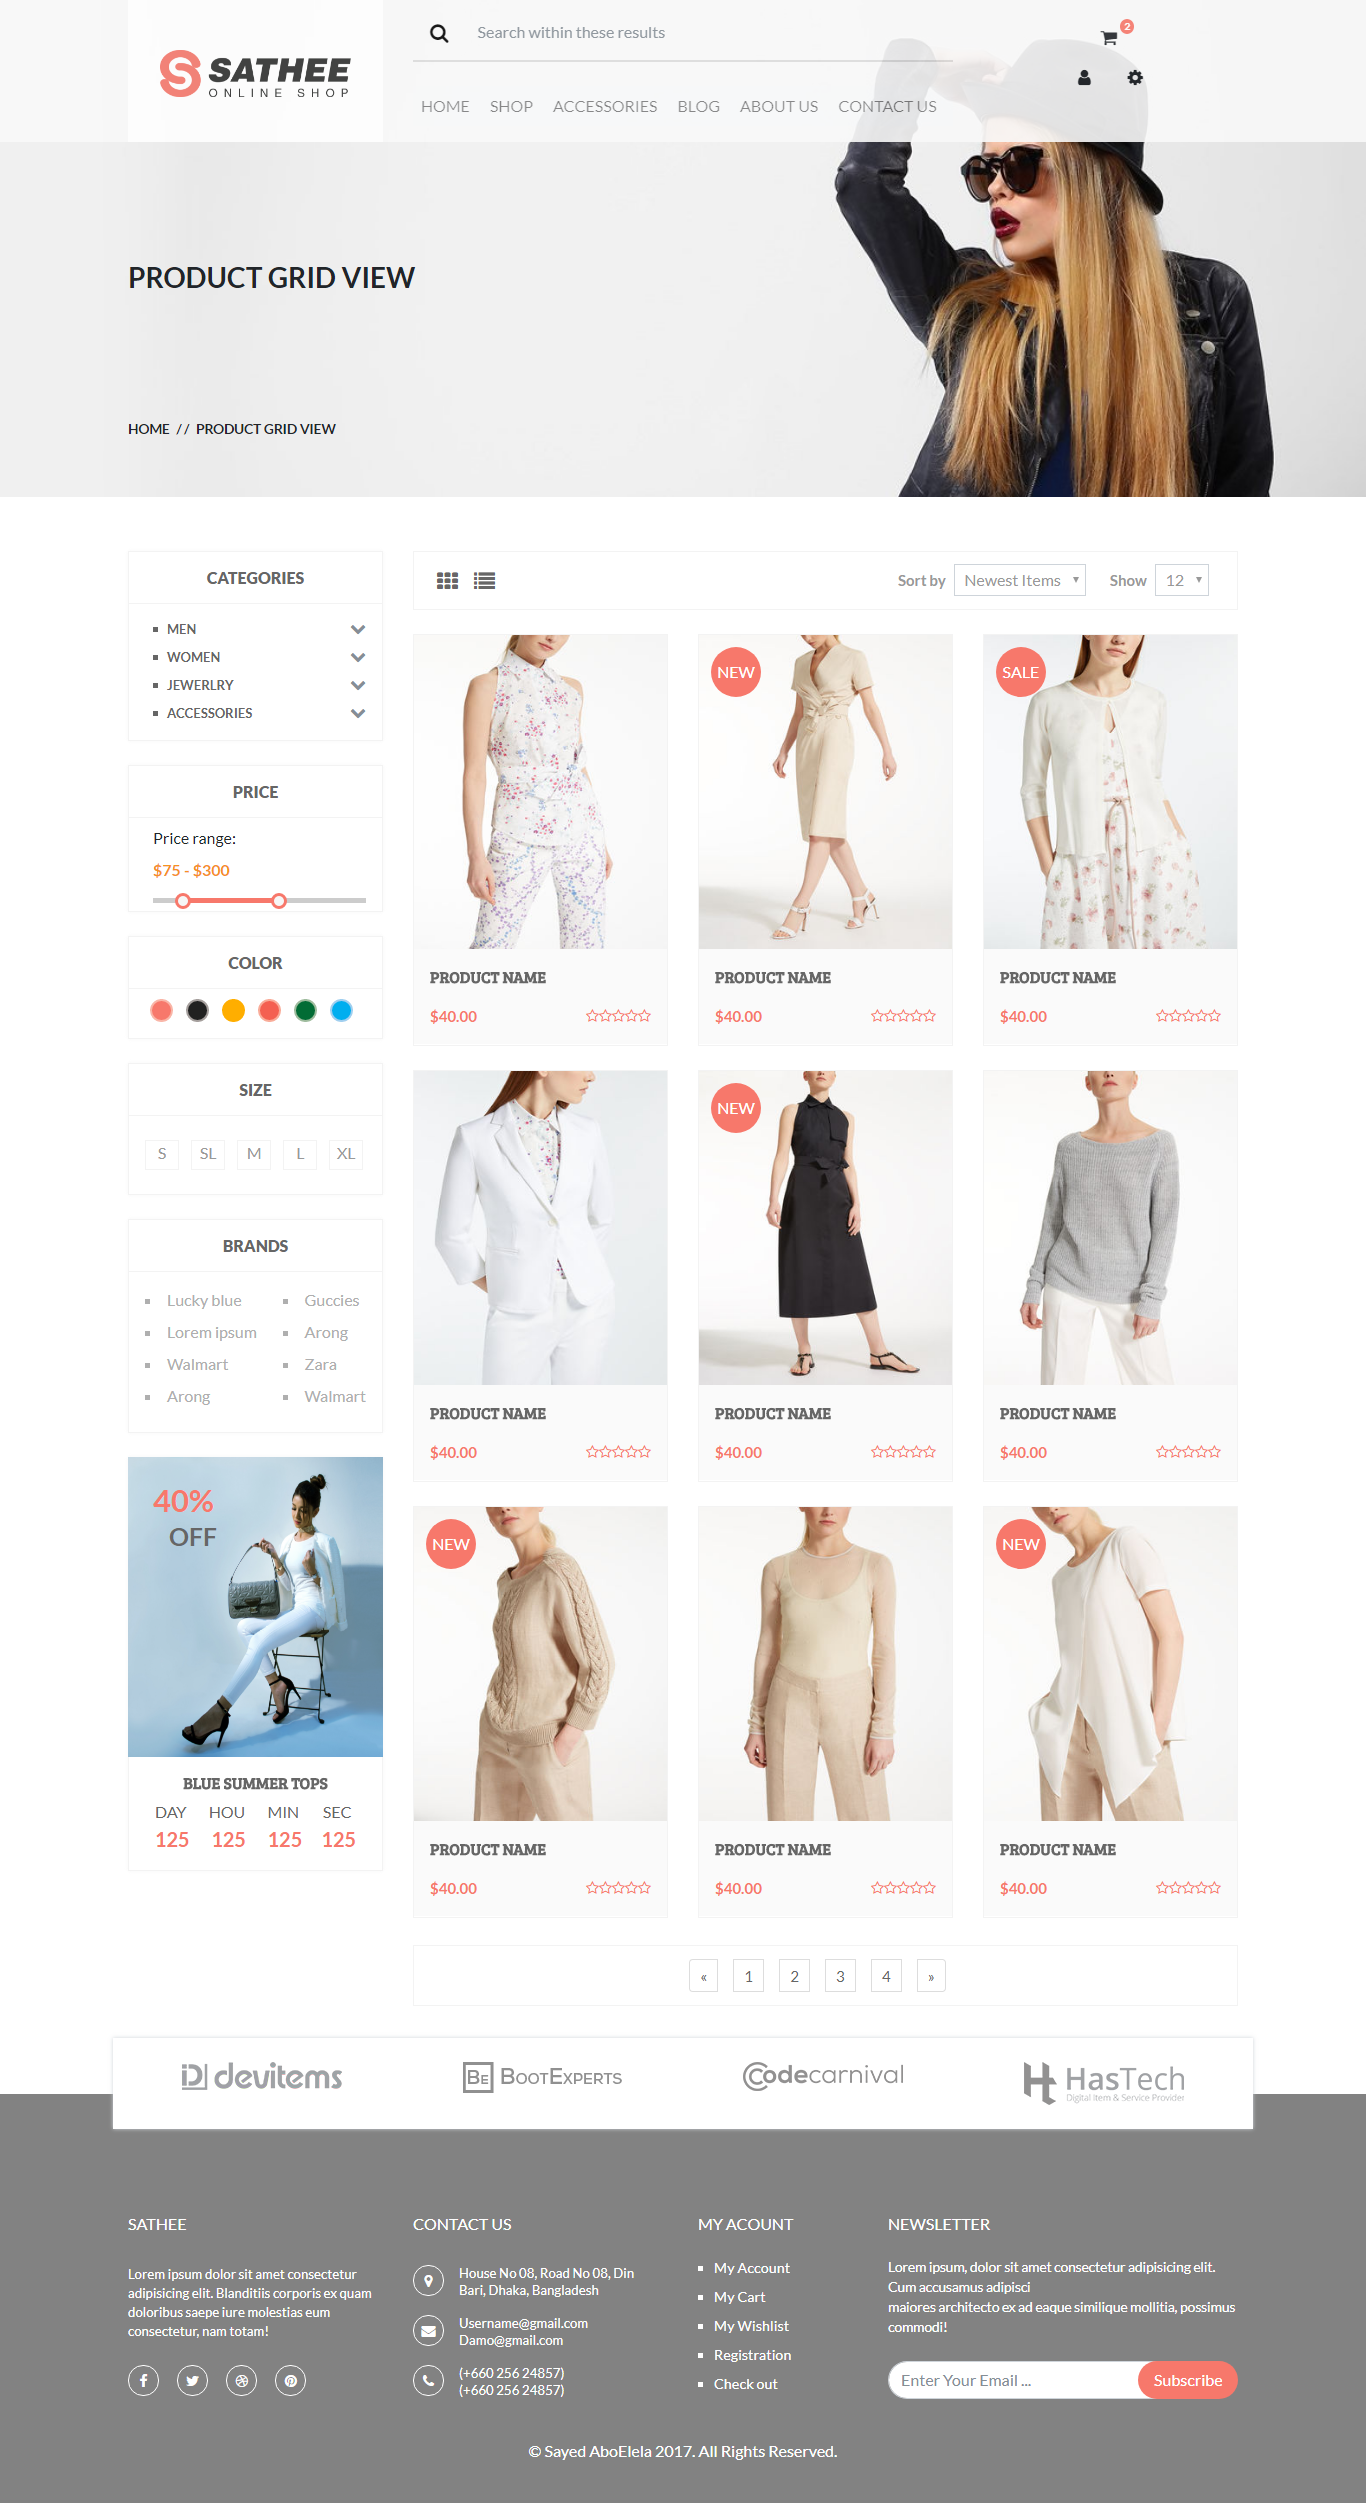 SATHEE
ONLINE SHOP
Search within these results
2
HOME SHOP ACCESSORIES BLOG ABOUT US CONTACT US
PRODUCT GRID VIEW
HOME // PRODUCT GRID VIEW
CATEGORIES
MEN
WOMEN
JEWERLRY
ACCESSORIES
PRICE
Price range:
$75 - $300
COLOR
SIZE
S SL M L XL
BRANDS
Lucky blue Guccies
Lorem ipsum Arong
Walmart Zara
Arong Walmart
40%
OFF
BLUE SUMMER TOPS
DAY HOU MIN SEC
125 125 125 125
Sort by Newest Items Show 12
NEW SALE
PRODUCT NAME PRODUCT NAME PRODUCT NAME
$40.00 $40.00 $40.00
NEW
PRODUCT NAME PRODUCT NAME PRODUCT NAME
$40.00 $40.00 $40.00
NEW NEW
PRODUCT NAME PRODUCT NAME PRODUCT NAME
$40.00 $40.00 $40.00
« 1 2 3 4 »
D devitems
BE BOOTEXPERTS
Codecarnival
HasTech
Digital Item & Service Provider
SATHEE
Lorem ipsum dolor sit amet consectetur
adipisicing elit. Blanditiis corporis ex quam
doloribus saepe iure molestias eum
consectetur, nam totam!
CONTACT US
House No 08, Road No 08, Din
Bari, Dhaka, Bangladesh
Username@gmail.com
Damo@gmail.com
(+660 256 24857)
(+660 256 24857)
MY ACOUNT
My Account
My Cart
My Wishlist
Registration
Check out
NEWSLETTER
Lorem ipsum, dolor sit amet consectetur adipisicing elit.
Cum accusamus adipisci
maiores architecto ex ad eaque similique mollitia, possimus
commodi!
Enter Your Email ... Subscribe
© Sayed AboElela 2017. All Rights Reserved.